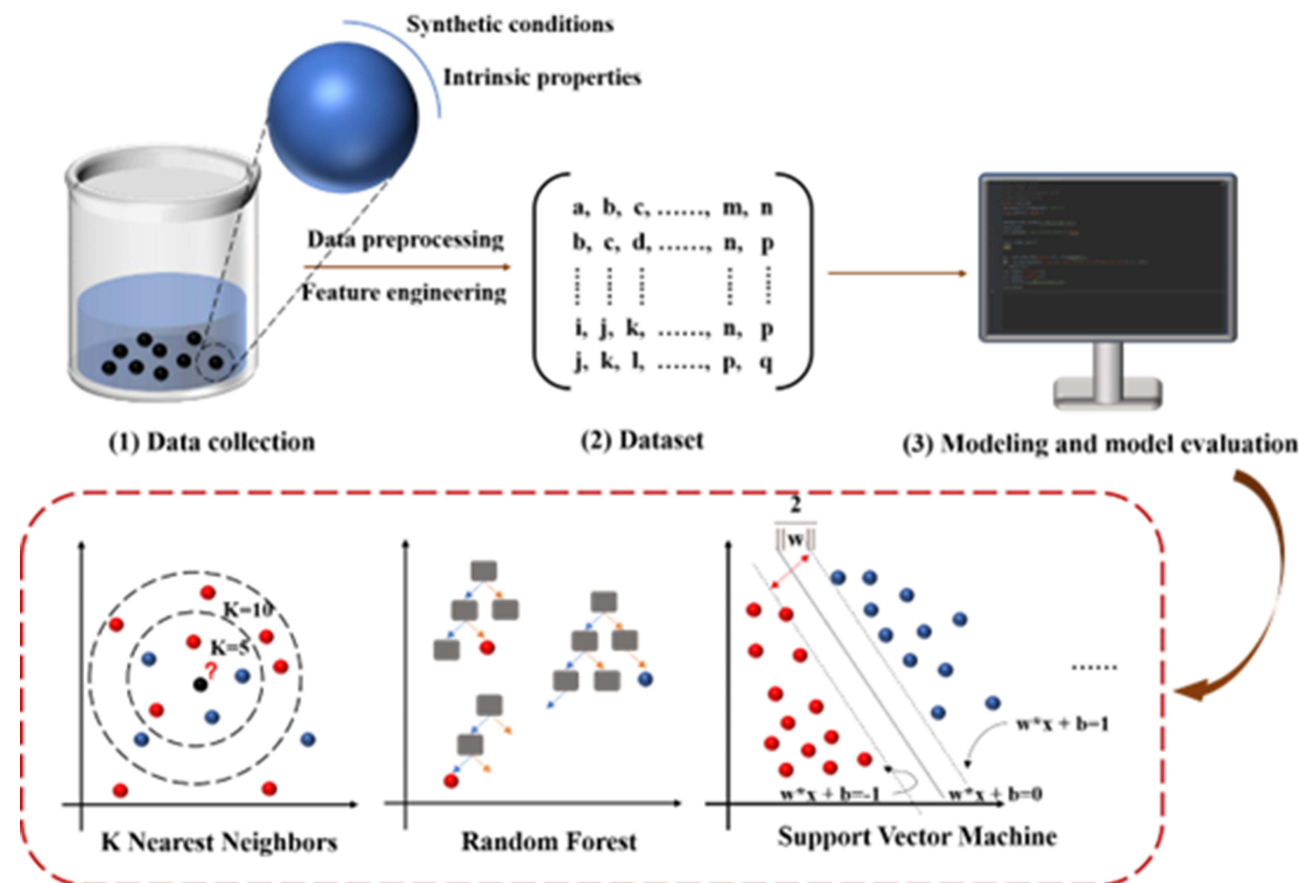 Synthetic conditions
Intrinsic properties
Data preprocessing
Feature engineering
a, b, c, ......, m, n
b, c, d, ......, n, p
i, j, k, ......, n, p
j, k, l, ......, p, q
(1) Data collection
(2) Dataset
(3) Modeling and model evaluation
K=10
K=5
?
K Nearest Neighbors
Random Forest
2
||w||
w*x + b=1
w*x + b=-1
w*x + b=0
Support Vector Machine
......